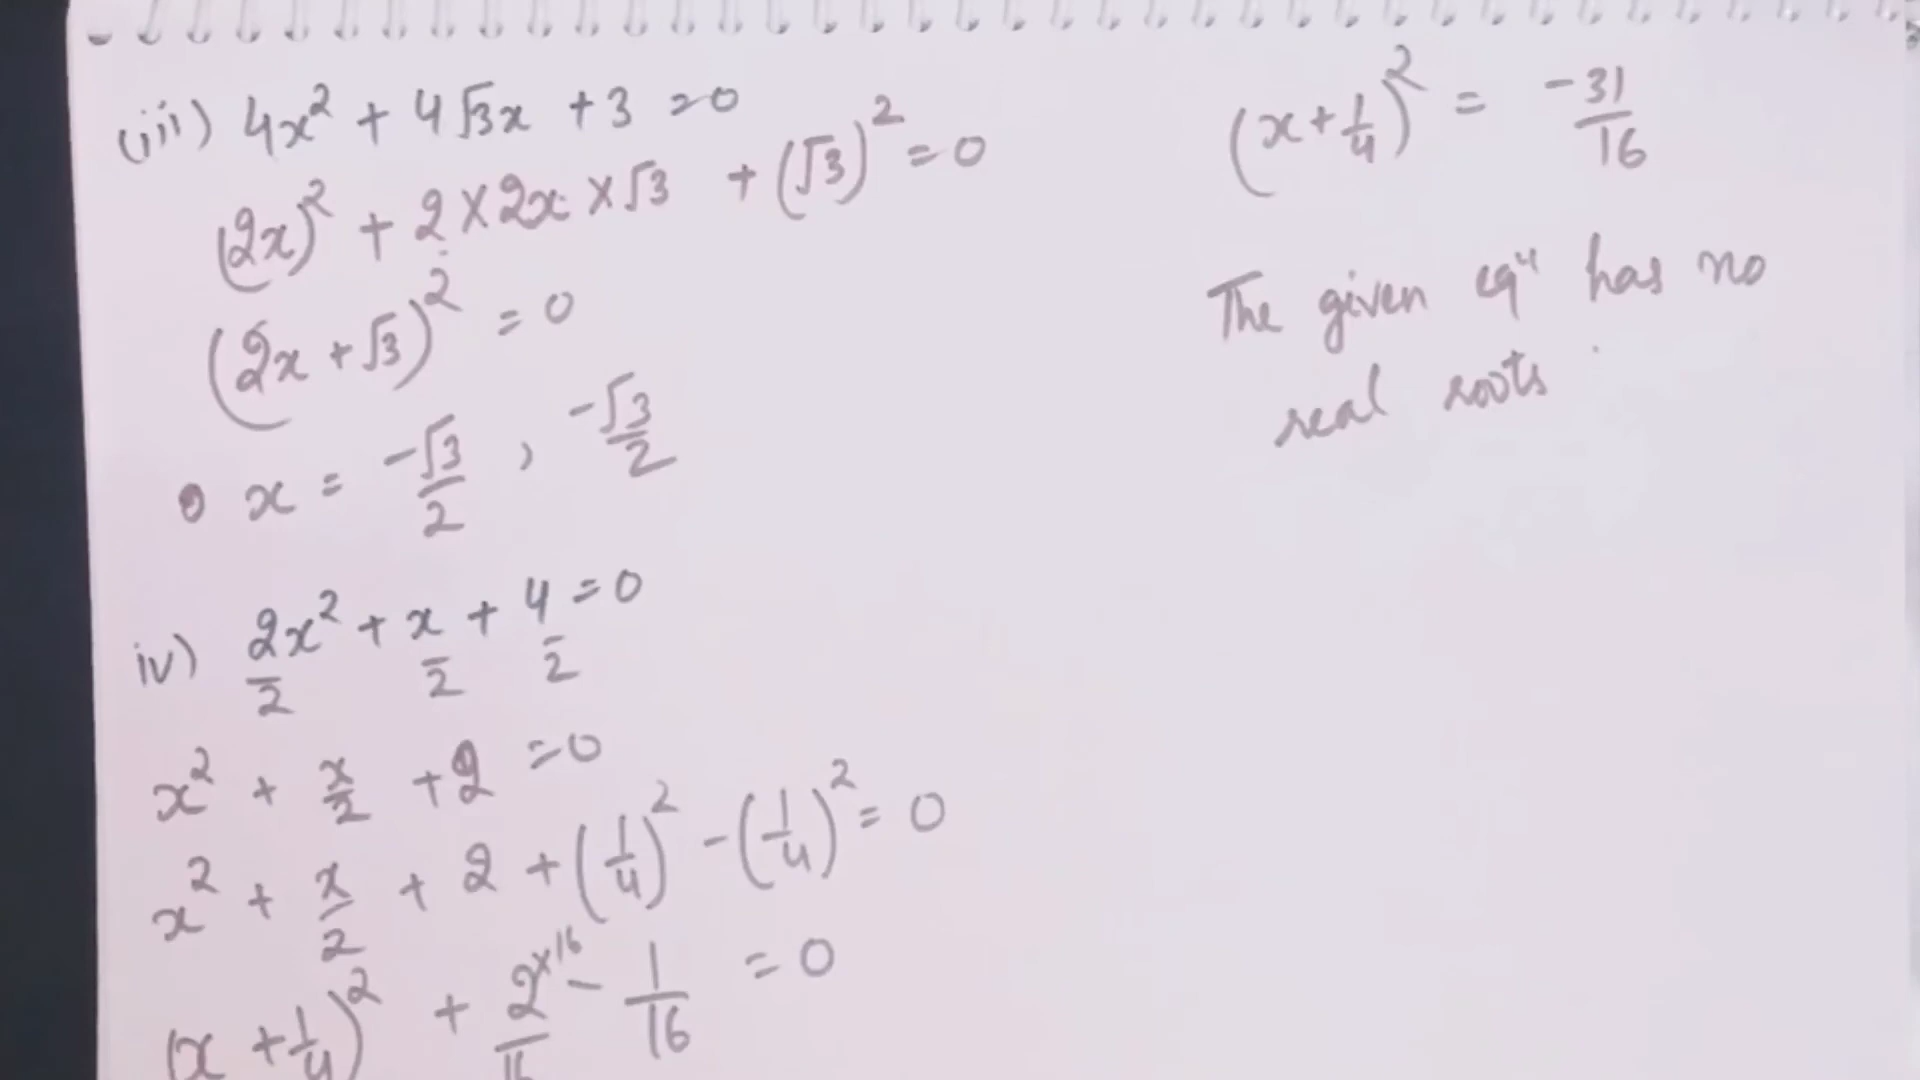 (iii) 4x² + 4√3x + 3 = 0
(2x)² + 2 × 2x × √3 + (√3)² = 0
(2x + √3)² = 0
x = -√3/2 , -√3/2
iv) 2x²/2 + x/2 + 4/2 = 0
x² + x/2 + 2 = 0
x² + x/2 + 2 + (1/4)² - (1/4)² = 0
(x + 1/4)² + 2×16/16 - 1/16 = 0
(x + 1/4)² = -31/16
The given eqⁿ has no
real roots